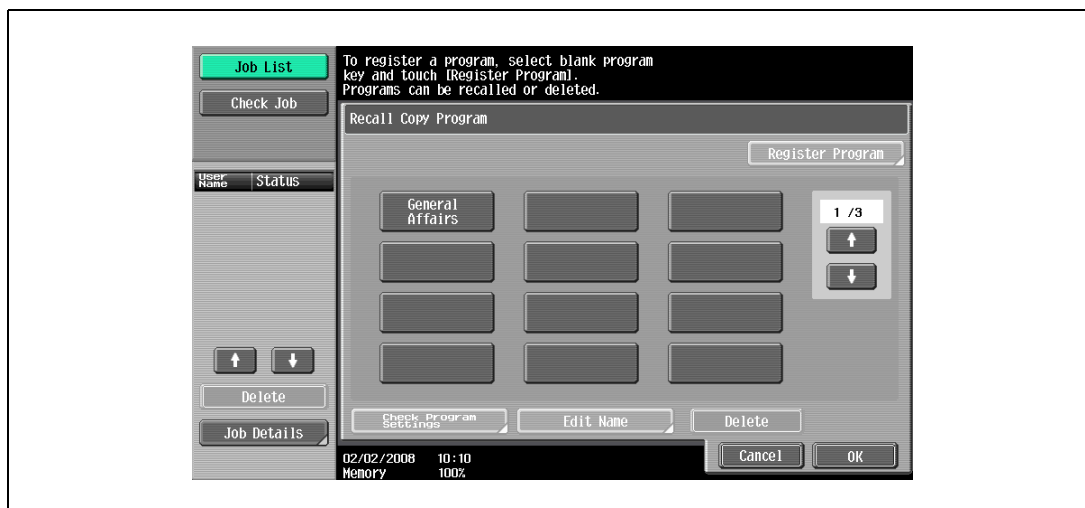 Job List
Check Job
User Name
Status
Delete
Job Details
To register a program, select blank program
key and touch [Register Program].
Programs can be recalled or deleted.
Recall Copy Program
Register Program
General
Affairs
1 /3
Check Program
Settings
Edit Name
Delete
02/02/2008 10:10
Memory 100%
Cancel
OK